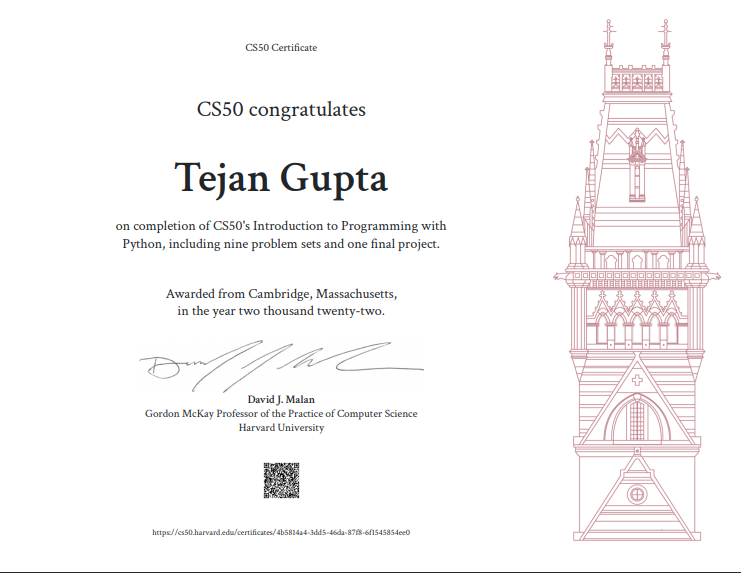 CS50 Certificate
CS50 congratulates
Tejan Gupta
on completion of CS50's Introduction to Programming with
Python, including nine problem sets and one final project.
Awarded from Cambridge, Massachusetts,
in the year two thousand twenty-two.
David J. Malan
Gordon McKay Professor of the Practice of Computer Science
Harvard University
https://cs50.harvard.edu/certificates/4b5814a4-3dd5-46da-87f8-6f1545854ee0